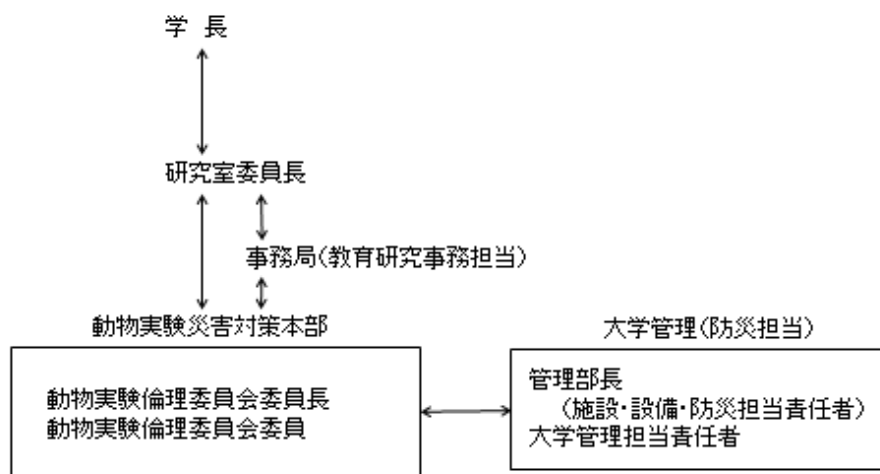 学 長
研究室委員長
事務局(教育研究事務担当)
動物実験災害対策本部
大学管理(防災担当)
動物実験倫理委員会委員長
動物実験倫理委員会委員
管理部長
(施設・設備・防災担当責任者)
大学管理担当責任者